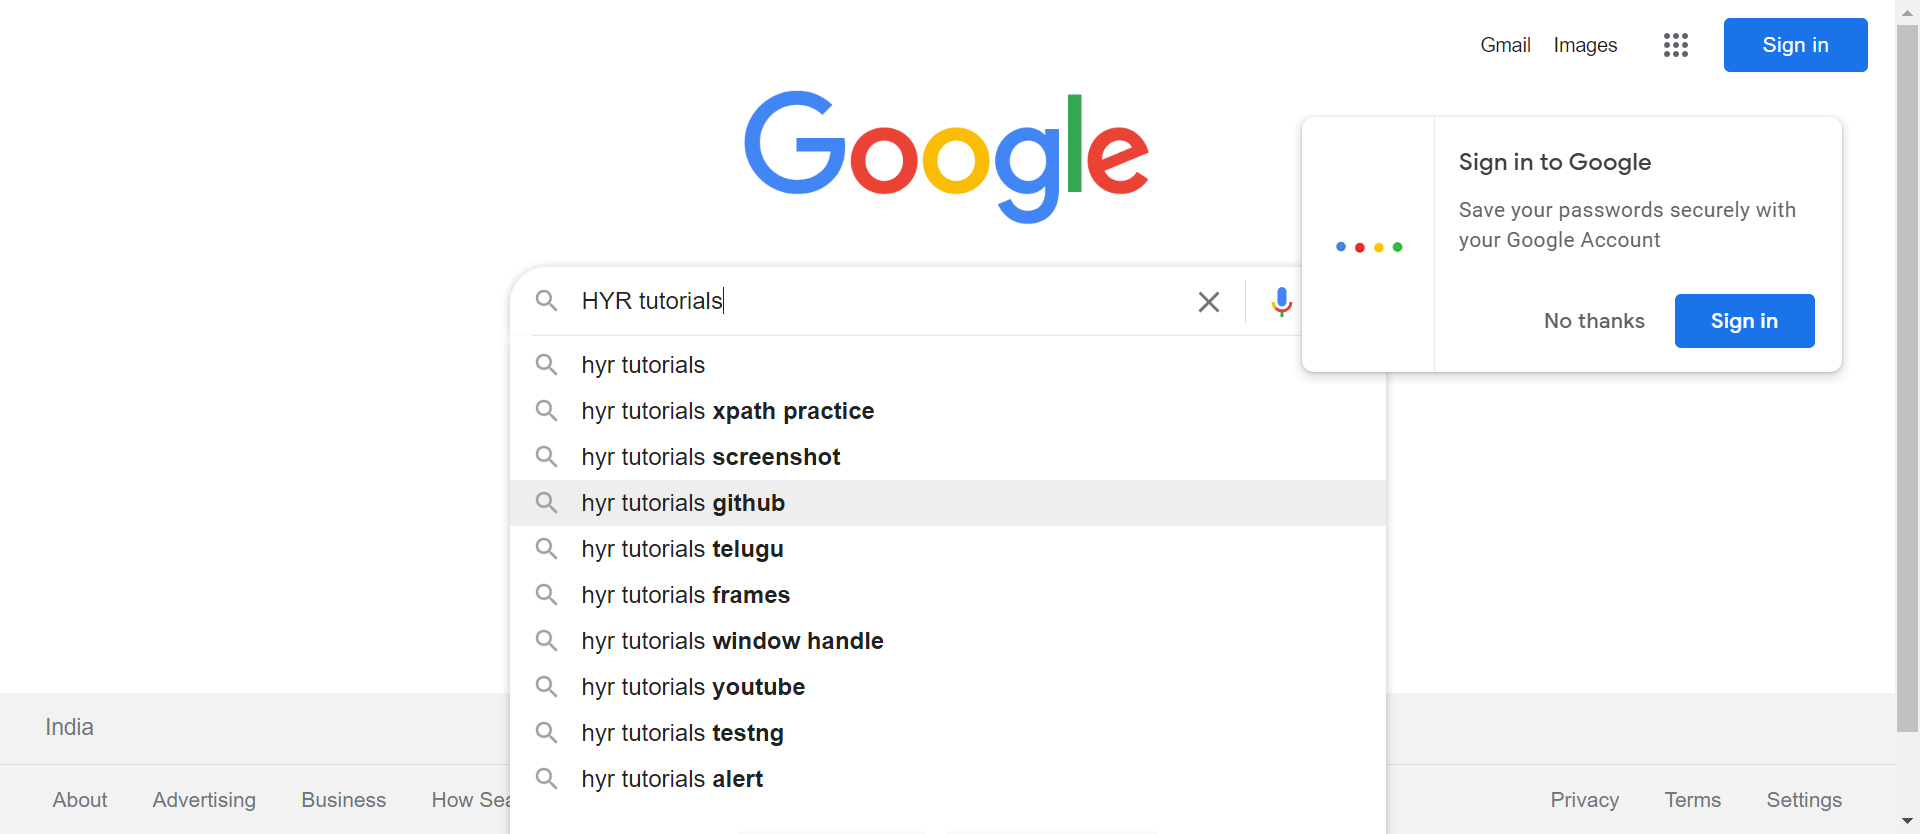 Gmail Images Sign in
Google
Sign in to Google
Save your passwords securely with
your Google Account
No thanks Sign in
HYR tutorials
hyr tutorials
hyr tutorials xpath practice
hyr tutorials screenshot
hyr tutorials github
hyr tutorials telugu
hyr tutorials frames
hyr tutorials window handle
hyr tutorials youtube
hyr tutorials testng
hyr tutorials alert
India
About Advertising Business How Privacy Terms Settings